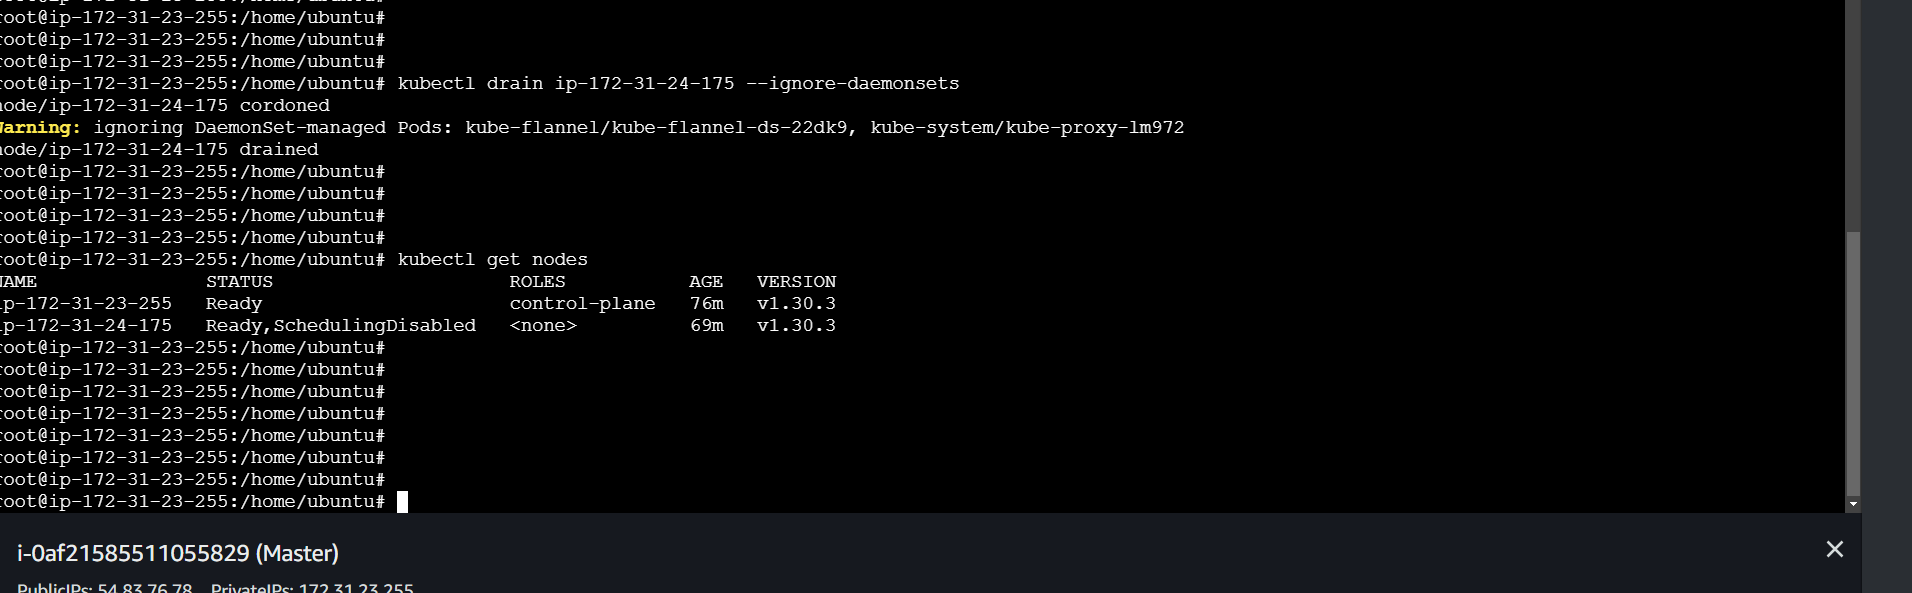 root@ip-172-31-23-255:/home/ubuntu#
root@ip-172-31-23-255:/home/ubuntu#
root@ip-172-31-23-255:/home/ubuntu#
root@ip-172-31-23-255:/home/ubuntu# kubectl drain ip-172-31-24-175 --ignore-daemonsets
node/ip-172-31-24-175 cordoned
Warning: ignoring DaemonSet-managed Pods: kube-flannel/kube-flannel-ds-22dk9, kube-system/kube-proxy-lm972
node/ip-172-31-24-175 drained
root@ip-172-31-23-255:/home/ubuntu#
root@ip-172-31-23-255:/home/ubuntu#
root@ip-172-31-23-255:/home/ubuntu#
root@ip-172-31-23-255:/home/ubuntu#
root@ip-172-31-23-255:/home/ubuntu# kubectl get nodes
NAME STATUS ROLES AGE VERSION
ip-172-31-23-255 Ready control-plane 76m v1.30.3
ip-172-31-24-175 Ready,SchedulingDisabled <none> 69m v1.30.3
root@ip-172-31-23-255:/home/ubuntu#
root@ip-172-31-23-255:/home/ubuntu#
root@ip-172-31-23-255:/home/ubuntu#
root@ip-172-31-23-255:/home/ubuntu#
root@ip-172-31-23-255:/home/ubuntu#
root@ip-172-31-23-255:/home/ubuntu#
root@ip-172-31-23-255:/home/ubuntu#
root@ip-172-31-23-255:/home/ubuntu#
i-0af21585511055829 (Master)
PublicIPs: 54.83.76.78 PrivateIPs: 172.31.23.255